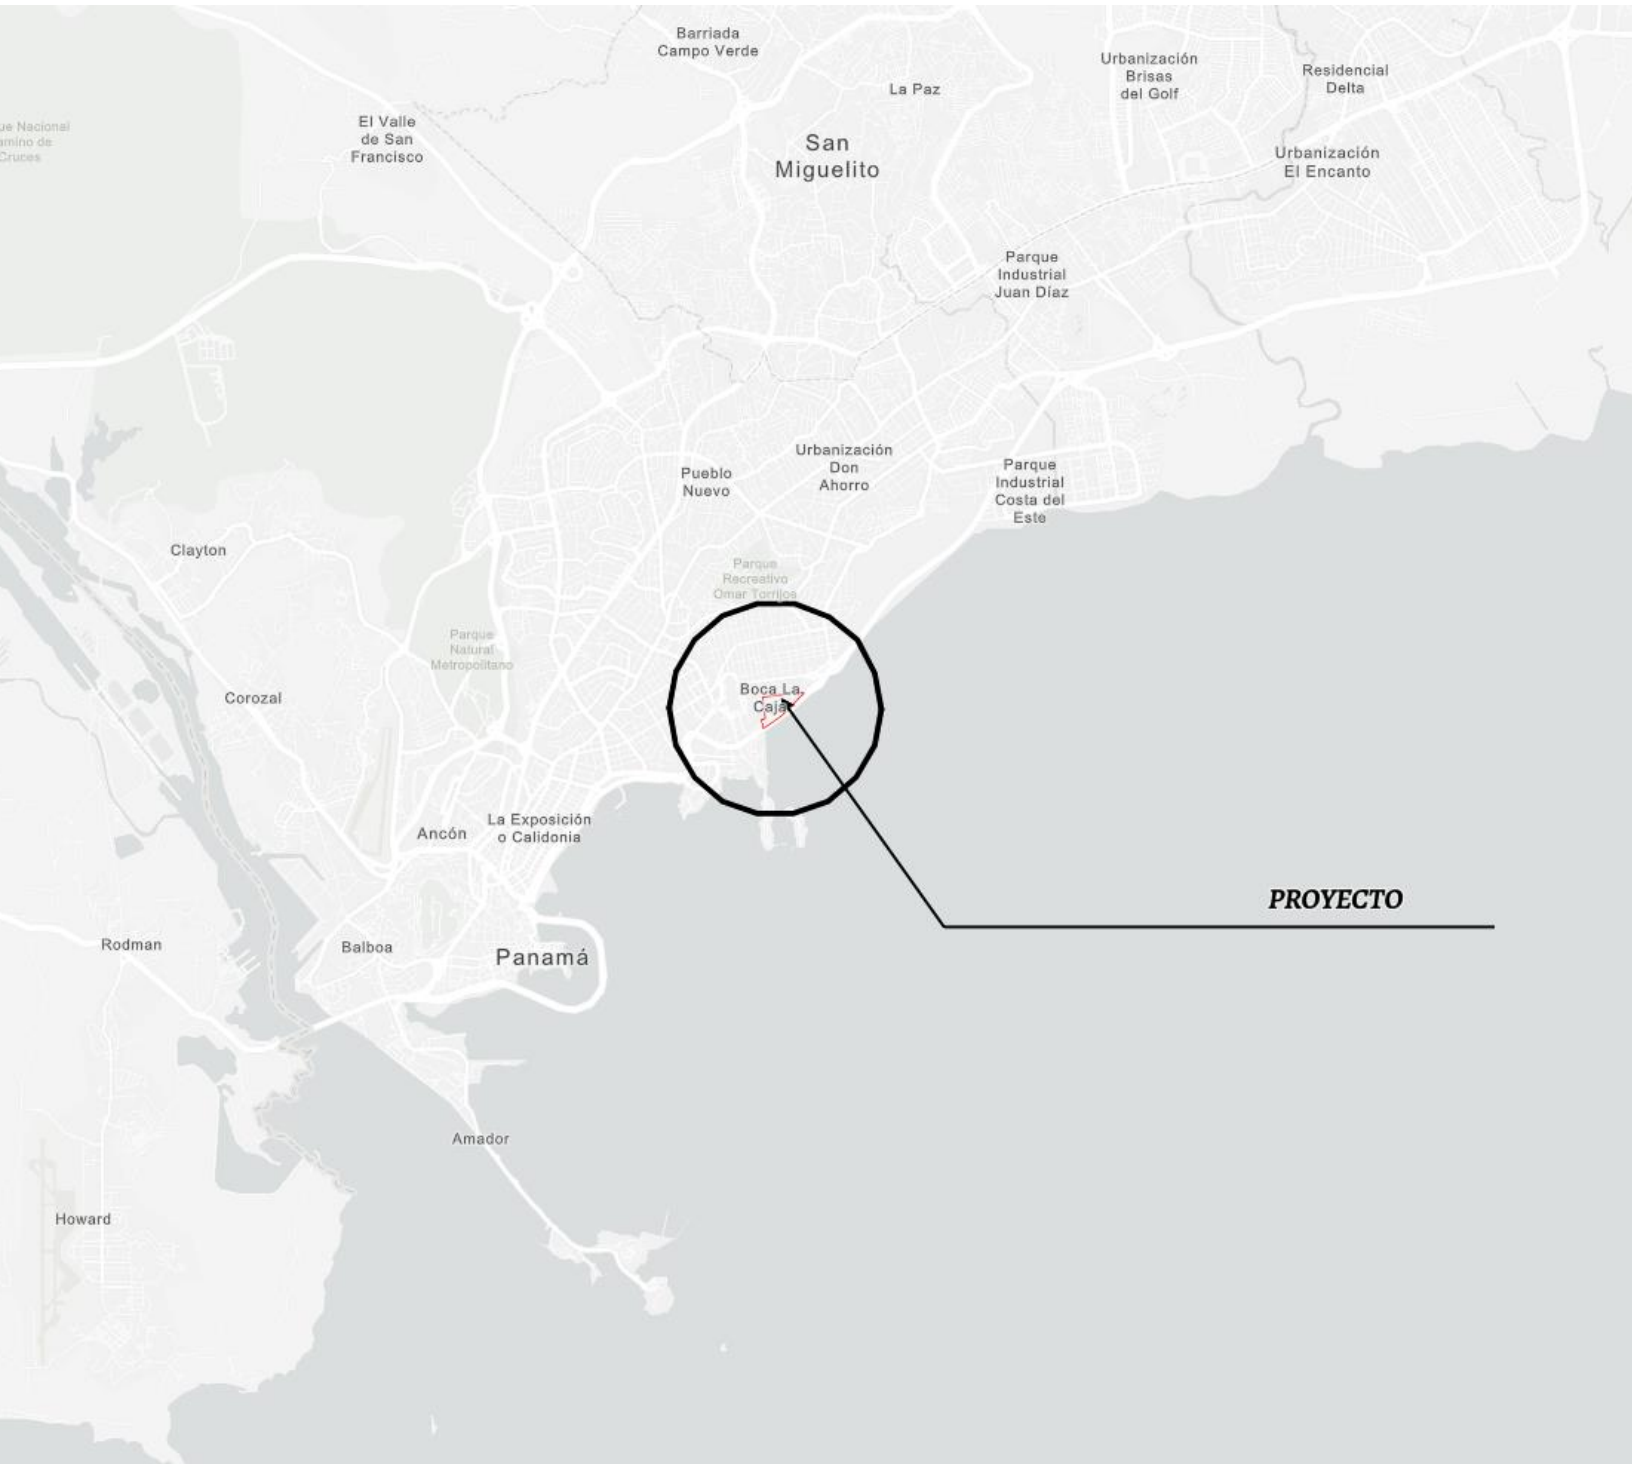 Barriada
Campo Verde
La Paz
Urbanización
Brisas
del Golf
Residencial
Delta
El Valle
de San
Francisco
San
Miguelito
Urbanización
El Encanto
Nacional
Cruces
Parque
Industrial
Juan Díaz
Urbanización
Don
Ahorro
Pueblo
Nuevo
Parque
Industrial
Costa del
Este
Clayton
Parque
Recreativo
Omar Torrijos
Parque
Natural
Metropolitano
Corozal
Boca La
Caja
La Exposición
o Calidonia
Ancón
PROYECTO
Rodman
Balboa
Panamá
Amador
Howard